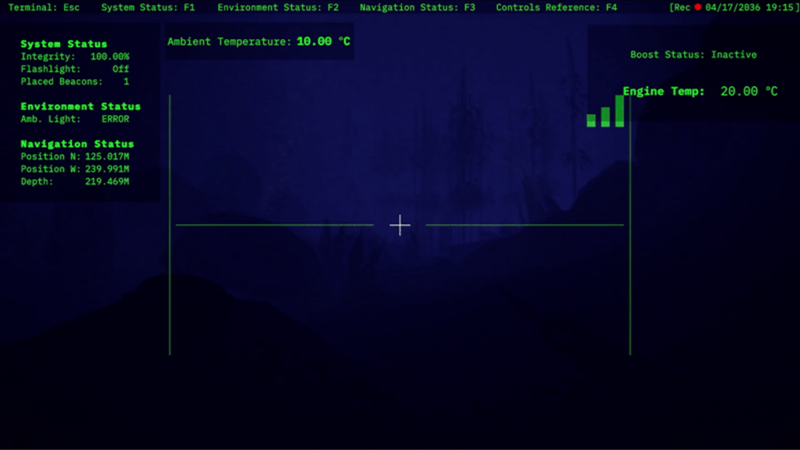 Terminal: Esc System Status: F1 Environment Status: F2 Navigation Status: F3 Controls Reference: F4 [Rec 04/17/2036 19:15]
System Status
Integrity: 100.00%
Flashlight: Off
Placed Beacons: 1
Environment Status
Amb. Light: ERROR
Navigation Status
Position N: 125.017M
Position W: 239.991M
Depth: 219.469M
Ambient Temperature: 10.00 °C
Boost Status: Inactive
Engine Temp: 20.00 °C